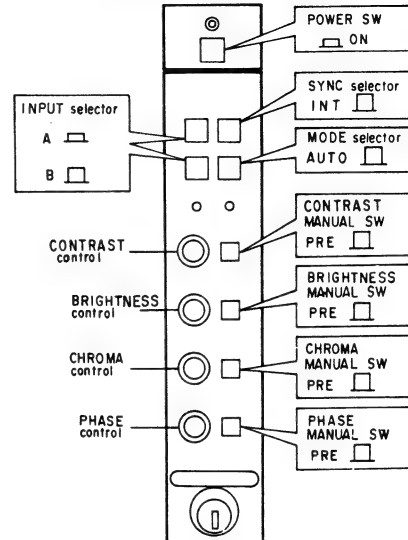 POWER SW
ON
SYNC selector
INT
INPUT selector
A
B
MODE selector
AUTO
CONTRAST
MANUAL SW
PRE
CONTRAST
control
BRIGHTNESS
MANUAL SW
PRE
BRIGHTNESS
control
CHROMA
MANUAL SW
PRE
CHROMA
control
PHASE
MANUAL SW
PRE
PHASE
control